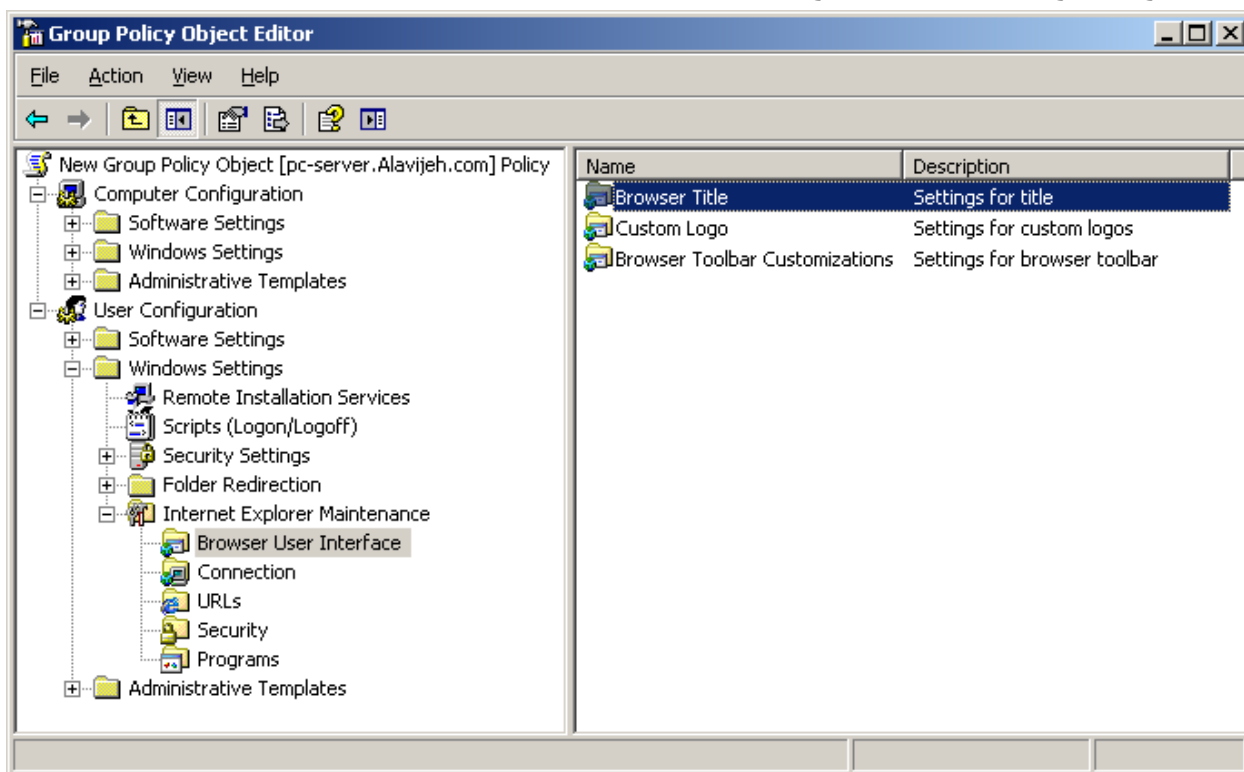 Group Policy Object Editor
File Action View Help
New Group Policy Object [pc-server.Alavijeh.com] Policy
Computer Configuration
Software Settings
Windows Settings
Administrative Templates
User Configuration
Software Settings
Windows Settings
Remote Installation Services
Scripts (Logon/Logoff)
Security Settings
Folder Redirection
Internet Explorer Maintenance
Browser User Interface
Connection
URLs
Security
Programs
Administrative Templates
Name Description
Browser Title Settings for title
Custom Logo Settings for custom logos
Browser Toolbar Customizations Settings for browser toolbar